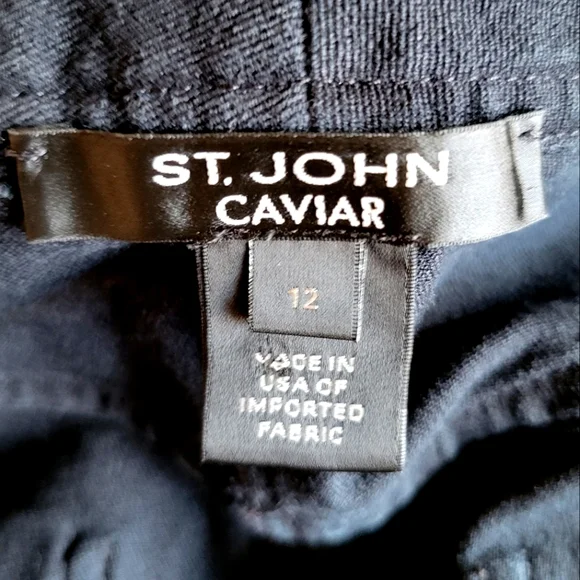 ST. JOHN
CAVIAR
12
MADE IN
USA OF
IMPORTED
FABRIC